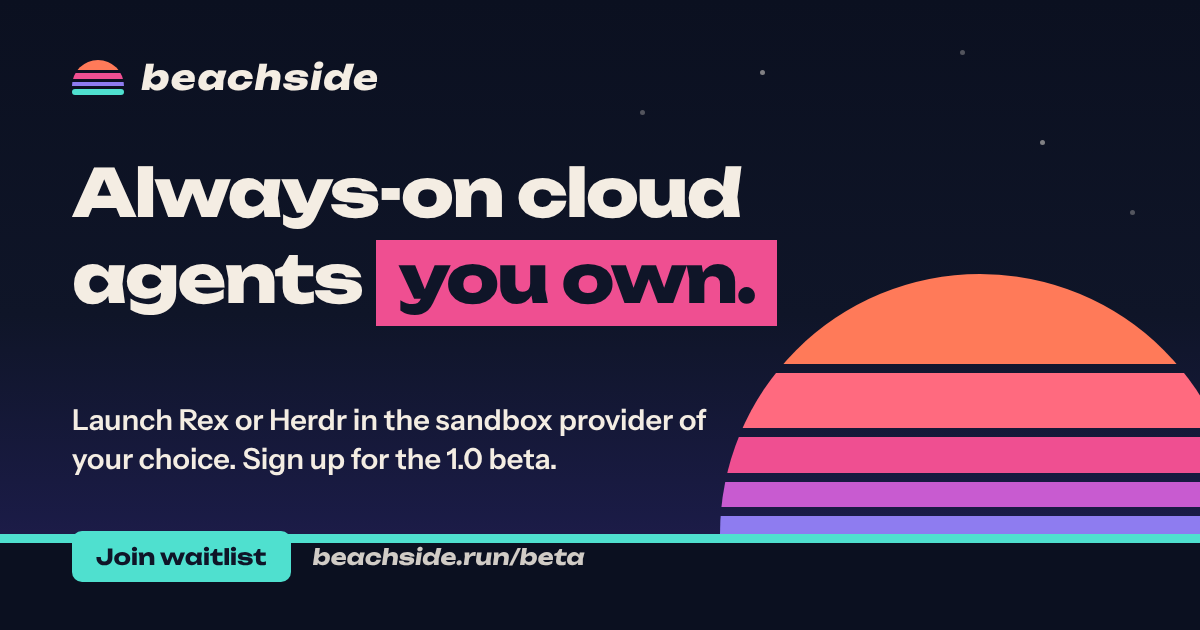 beachside
Always-on cloud
agents you own.
Launch Rex or Herdr in the sandbox provider of
your choice. Sign up for the 1.0 beta.
Join waitlist beachside.run/beta